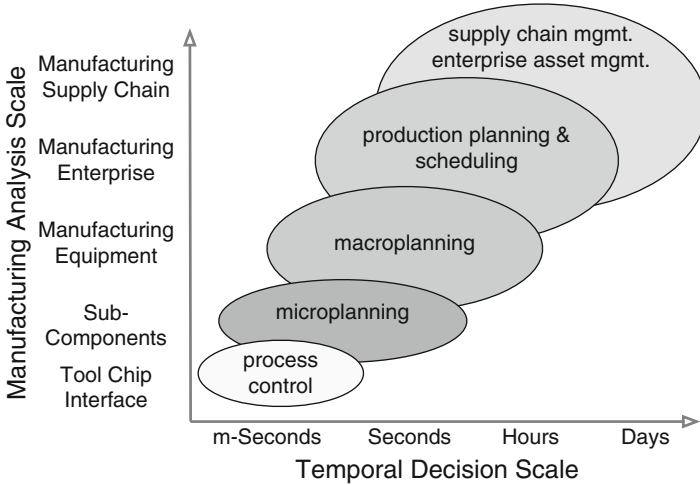 Manufacturing Analysis Scale
Manufacturing
Supply Chain
Manufacturing
Enterprise
Manufacturing
Equipment
Sub-
Components
Tool Chip
Interface
supply chain mgmt.
enterprise asset mgmt.
production planning &
scheduling
macroplanning
microplanning
process
control
m-Seconds
Seconds
Hours
Days
Temporal Decision Scale